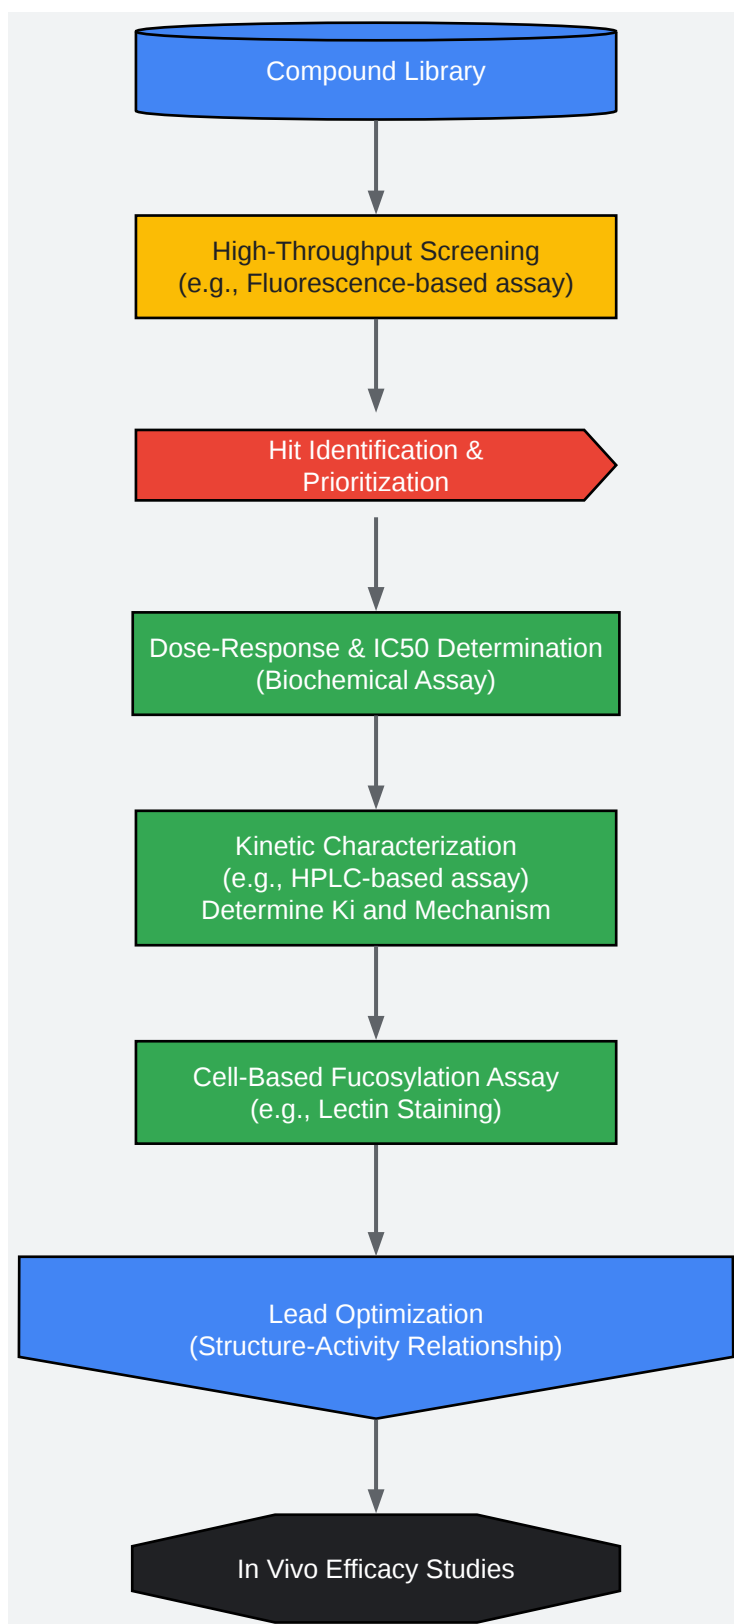 Compound Library
High-Throughput Screening
(e.g., Fluorescence-based assay)
Hit Identification &
Prioritization
Dose-Response & IC50 Determination
(Biochemical Assay)
Kinetic Characterization
(e.g., HPLC-based assay)
Determine Ki and Mechanism
Cell-Based Fucosylation Assay
(e.g., Lectin Staining)
Lead Optimization
(Structure-Activity Relationship)
In Vivo Efficacy Studies